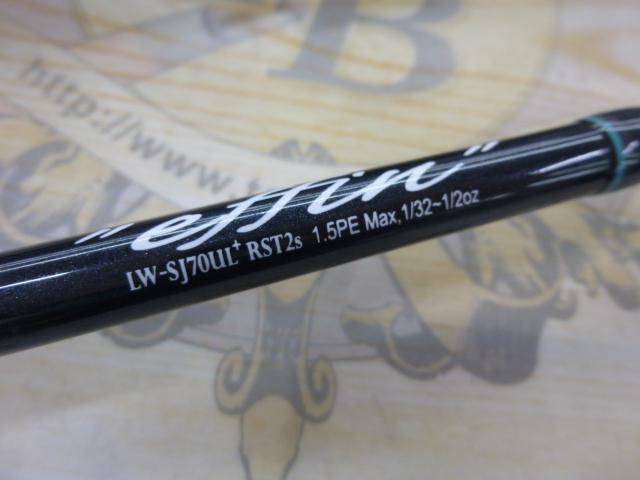 B
http://www.t
"effin"
LW-SJ70UL+ RST2s 1.5PE Max,1/32~1/2oz